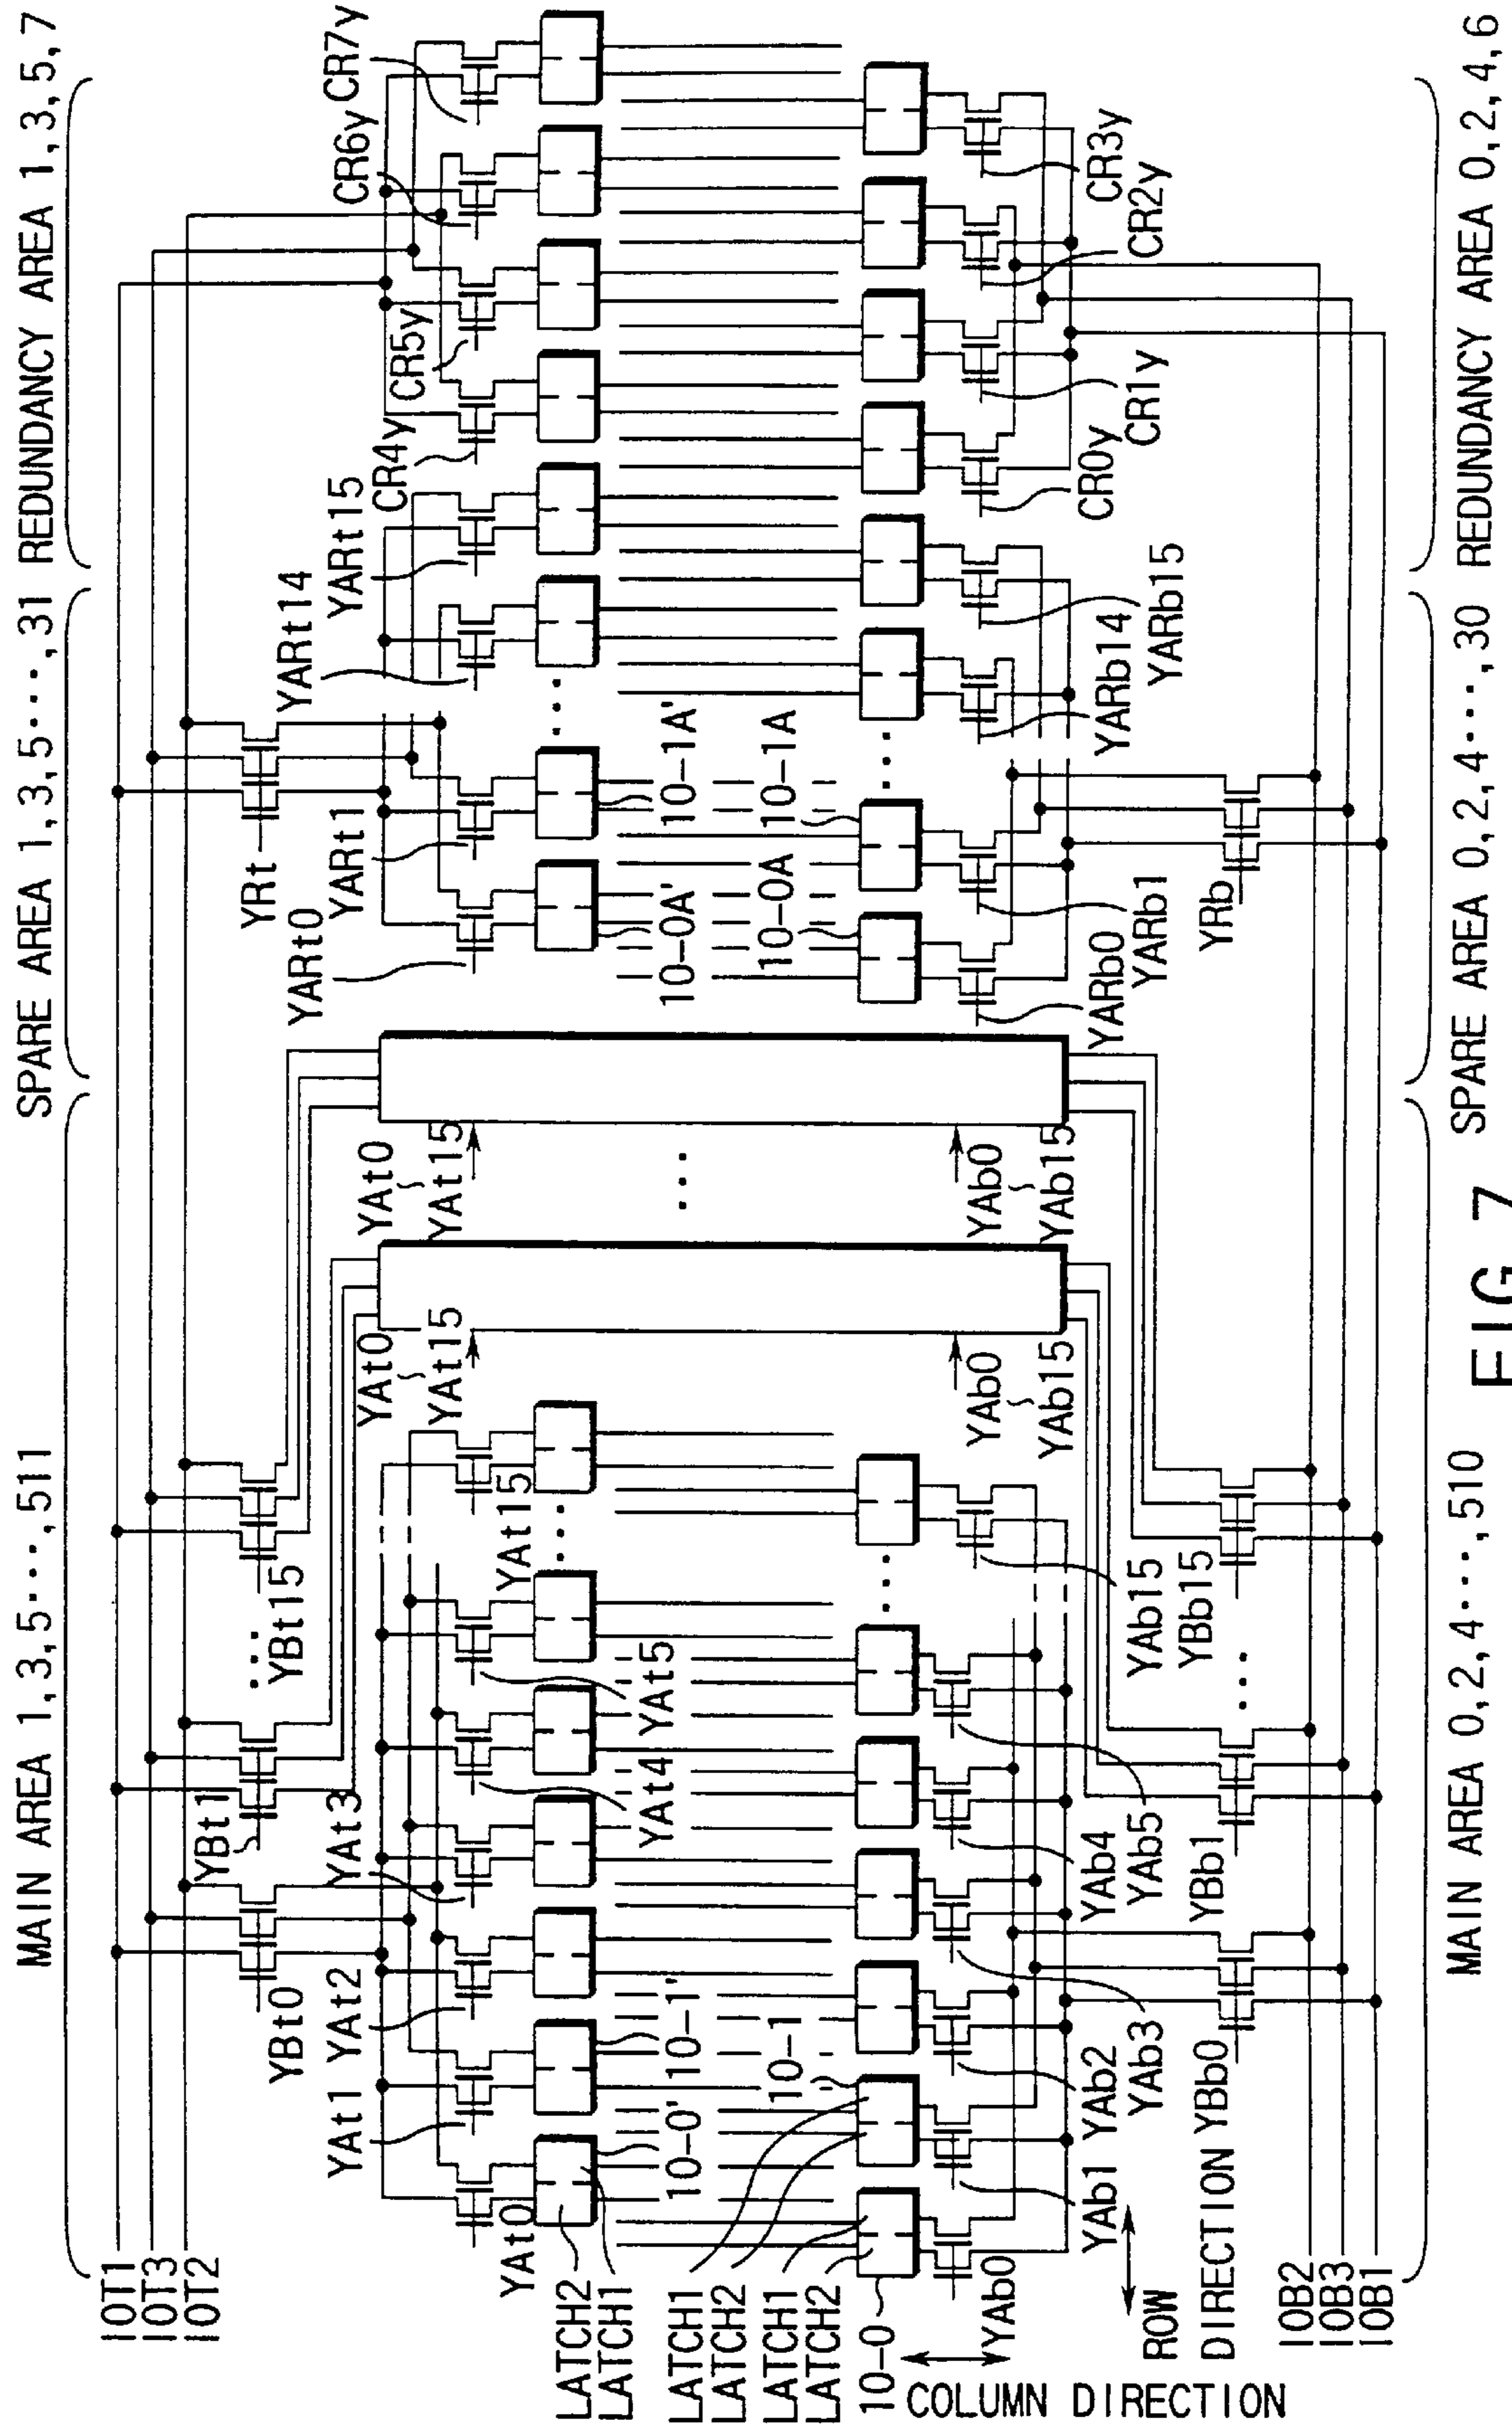 MAIN AREA 1,3,5···,511
SPARE AREA 1,3,5···,31
REDUNDANCY AREA 1,3,5,7
IOT1
IOT3
IOT2
YBt0
YBt1
···
YBt15
YRt
YAt0
YAt1
YAt2
YAt3
YAt4
YAt5
YAt15
···
YAt0
~
YAt15
···
YAt0
~
YAt15
YARt0
YARt1
YARt14
YARt15
···
CR4y
CR5y
CR6y
CR7y
LATCH2
LATCH1
LATCH1
LATCH2
LATCH1
LATCH2
10-0'
10-1'
10-0
10-1
10-0A'
10-1A'
10-0A
10-1A
···
···
YAb0
YAb1
YAb2
YAb3
YAb4
YAb5
YAb15
YAb0
~
YAb15
YAb0
~
YAb15
YARb0
YARb1
YARb14
YARb15
CR0y
CR1y
CR2y
CR3y
YBb0
YBb1
···
YBb15
YRb
COLUMN DIRECTION
ROW
DIRECTION
IOB2
IOB3
IOB1
MAIN AREA 0,2,4···,510
SPARE AREA 0,2,4···,30
REDUNDANCY AREA 0,2,4,6
FIG. 7